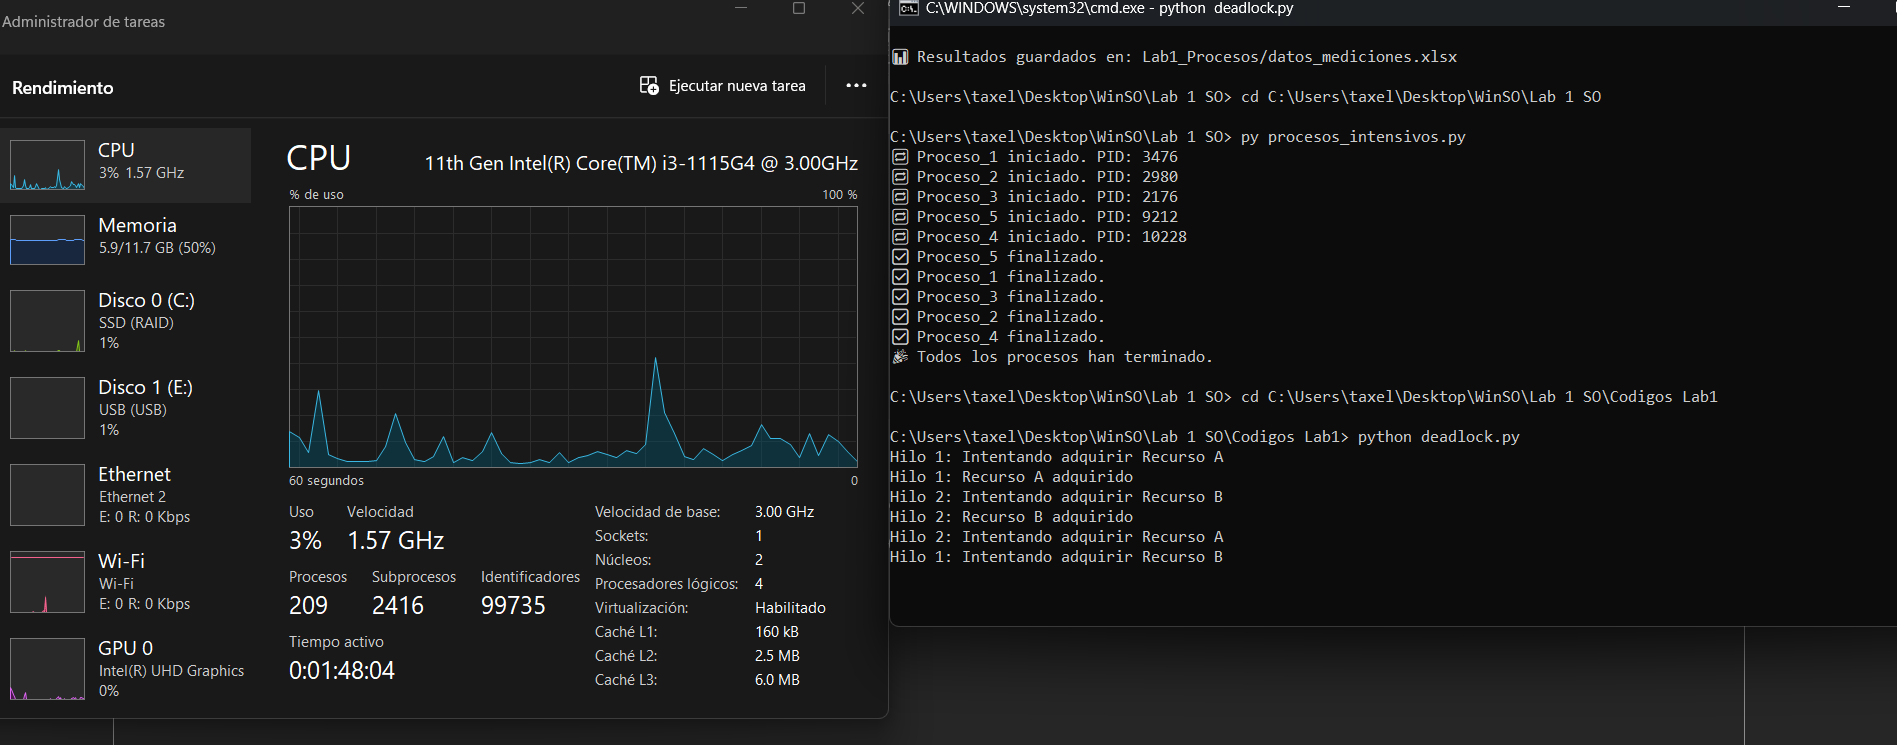 Administrador de tareas
Rendimiento
Ejecutar nueva tarea
CPU
3% 1.57 GHz
Memoria
5.9/11.7 GB (50%)
Disco 0 (C:)
SSD (RAID)
1%
Disco 1 (E:)
USB (USB)
1%
Ethernet
Ethernet 2
E: 0 R: 0 Kbps
Wi-Fi
Wi-Fi
E: 0 R: 0 Kbps
GPU 0
Intel(R) UHD Graphics
0%
CPU
11th Gen Intel(R) Core(TM) i3-1115G4 @ 3.00GHz
% de uso
100 %
60 segundos
0
Uso
Velocidad
3%
1.57 GHz
Procesos
Subprocesos
Identificadores
209
2416
99735
Tiempo activo
0:01:48:04
Velocidad de base: 3.00 GHz
Sockets: 1
Núcleos: 2
Procesadores lógicos: 4
Virtualización: Habilitado
Caché L1: 160 kB
Caché L2: 2.5 MB
Caché L3: 6.0 MB
C:\WINDOWS\system32\cmd.exe - python  deadlock.py
Resultados guardados en: Lab1_Procesos/datos_mediciones.xlsx
C:\Users\taxel\Desktop\WinSO\Lab 1 SO> cd C:\Users\taxel\Desktop\WinSO\Lab 1 SO
C:\Users\taxel\Desktop\WinSO\Lab 1 SO> py procesos_intensivos.py
Proceso_1 iniciado. PID: 3476
Proceso_2 iniciado. PID: 2980
Proceso_3 iniciado. PID: 2176
Proceso_5 iniciado. PID: 9212
Proceso_4 iniciado. PID: 10228
Proceso_5 finalizado.
Proceso_1 finalizado.
Proceso_3 finalizado.
Proceso_2 finalizado.
Proceso_4 finalizado.
Todos los procesos han terminado.
C:\Users\taxel\Desktop\WinSO\Lab 1 SO> cd C:\Users\taxel\Desktop\WinSO\Lab 1 SO\Codigos Lab1
C:\Users\taxel\Desktop\WinSO\Lab 1 SO\Codigos Lab1> python deadlock.py
Hilo 1: Intentando adquirir Recurso A
Hilo 1: Recurso A adquirido
Hilo 2: Intentando adquirir Recurso B
Hilo 2: Recurso B adquirido
Hilo 2: Intentando adquirir Recurso A
Hilo 1: Intentando adquirir Recurso B